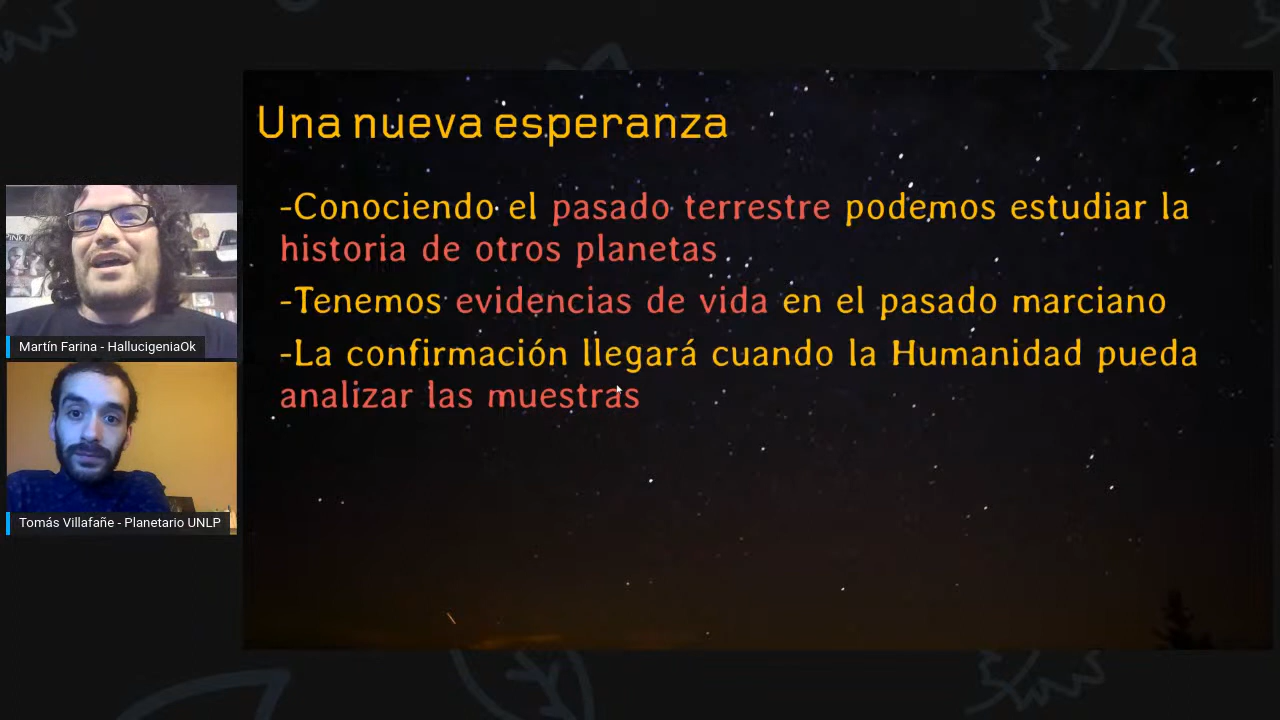 Una nueva esperanza
-Conociendo el pasado terrestre podemos estudiar la
historia de otros planetas
-Tenemos evidencias de vida en el pasado marciano
-La confirmación llegará cuando la Humanidad pueda
analizar las muestras
Martín Farina - HallucigeniaOk
Tomás Villafañe - Planetario UNLP